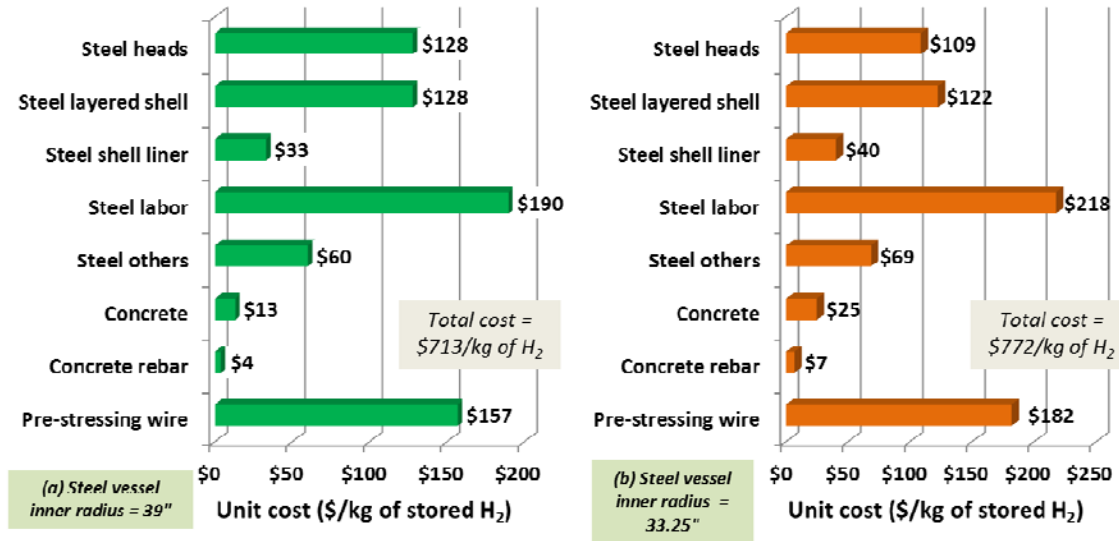 Steel heads
$128
Steel layered shell
$128
Steel shell liner
$33
Steel labor
$190
Steel others
$60
Concrete
$13
Concrete rebar
$4
Pre-stressing wire
$157
Total cost =
$713/kg of H₂
$0 $50 $100 $150 $200
(a) Steel vessel
inner radius = 39"
Unit cost ($/kg of stored H₂)
Steel heads
$109
Steel layered shell
$122
Steel shell liner
$40
Steel labor
$218
Steel others
$69
Concrete
$25
Concrete rebar
$7
Pre-stressing wire
$182
Total cost =
$772/kg of H₂
$0 $50 $100 $150 $200 $250
(b) Steel vessel
inner radius =
33.25"
Unit cost ($/kg of stored H₂)